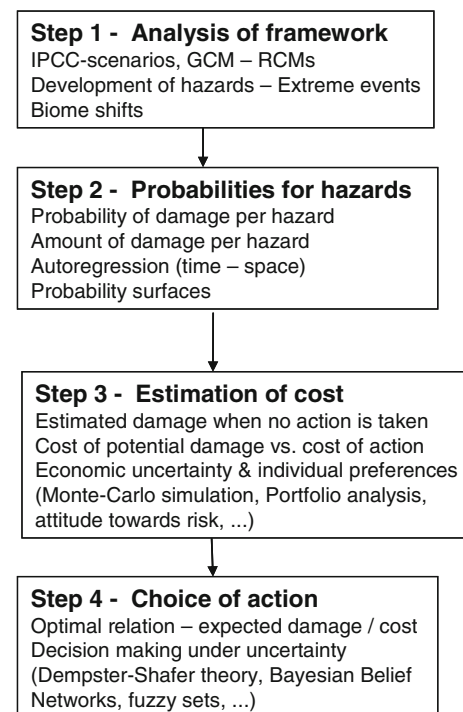 Step 1 - Analysis of framework
IPCC-scenarios, GCM – RCMs
Development of hazards – Extreme events
Biome shifts
Step 2 - Probabilities for hazards
Probability of damage per hazard
Amount of damage per hazard
Autoregression (time – space)
Probability surfaces
Step 3 - Estimation of cost
Estimated damage when no action is taken
Cost of potential damage vs. cost of action
Economic uncertainty & individual preferences
(Monte-Carlo simulation, Portfolio analysis,
attitude towards risk, ...)
Step 4 - Choice of action
Optimal relation – expected damage / cost
Decision making under uncertainty
(Dempster-Shafer theory, Bayesian Belief
Networks, fuzzy sets, ...)